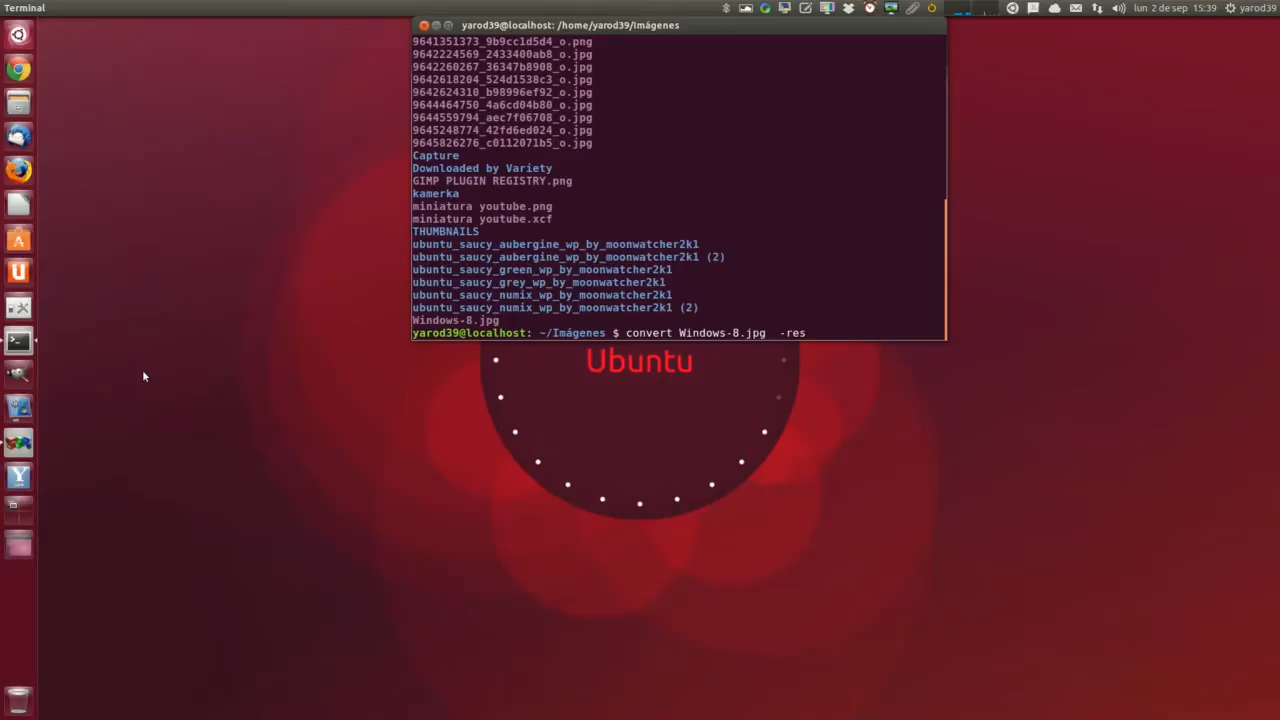 Terminal
lun 2 de sep 15:39 yarod39
yarod39@localhost: /home/yarod39/Imágenes
9641351373_9b9cc1d5d4_o.png
9642224569_2433400ab8_o.jpg
9642260267_36347b8908_o.jpg
9642618204_524d1538c3_o.jpg
9642624310_b98996ef92_o.jpg
9644464750_4a6cd04b80_o.jpg
9644559794_aec7f06708_o.jpg
9645248774_42fd6ed024_o.jpg
9645826276_c0112071b5_o.jpg
Capture
Downloaded by Variety
GIMP PLUGIN REGISTRY.png
kamerka
miniatura youtube.png
miniatura youtube.xcf
THUMBNAILS
ubuntu_saucy_aubergine_wp_by_moonwatcher2k1
ubuntu_saucy_aubergine_wp_by_moonwatcher2k1 (2)
ubuntu_saucy_green_wp_by_moonwatcher2k1
ubuntu_saucy_grey_wp_by_moonwatcher2k1
ubuntu_saucy_numix_wp_by_moonwatcher2k1
ubuntu_saucy_numix_wp_by_moonwatcher2k1 (2)
Windows-8.jpg
yarod39@localhost: ~/Imágenes $ convert Windows-8.jpg  -res
Ubuntu